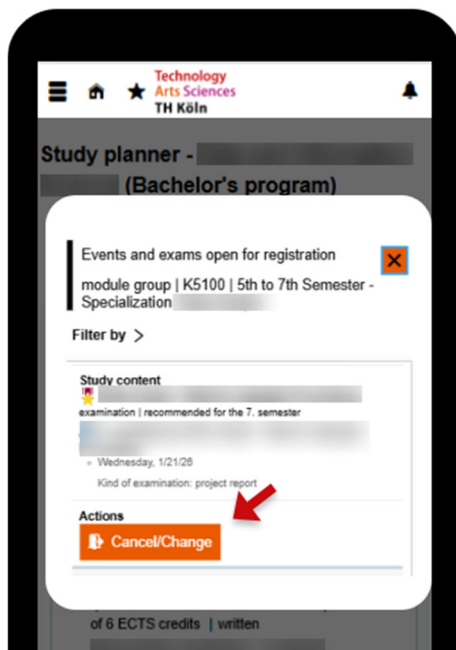 Technology
Arts Sciences
TH Köln
Study planner -
(Bachelor's program)
Events and exams open for registration
module group | K5100 | 5th to 7th Semester -
Specialization
Filter by >
Study content
examination | recommended for the 7. semester
Wednesday, 1/21/26
Kind of examination: project report
Actions
Cancel/Change
of 6 ECTS credits | written